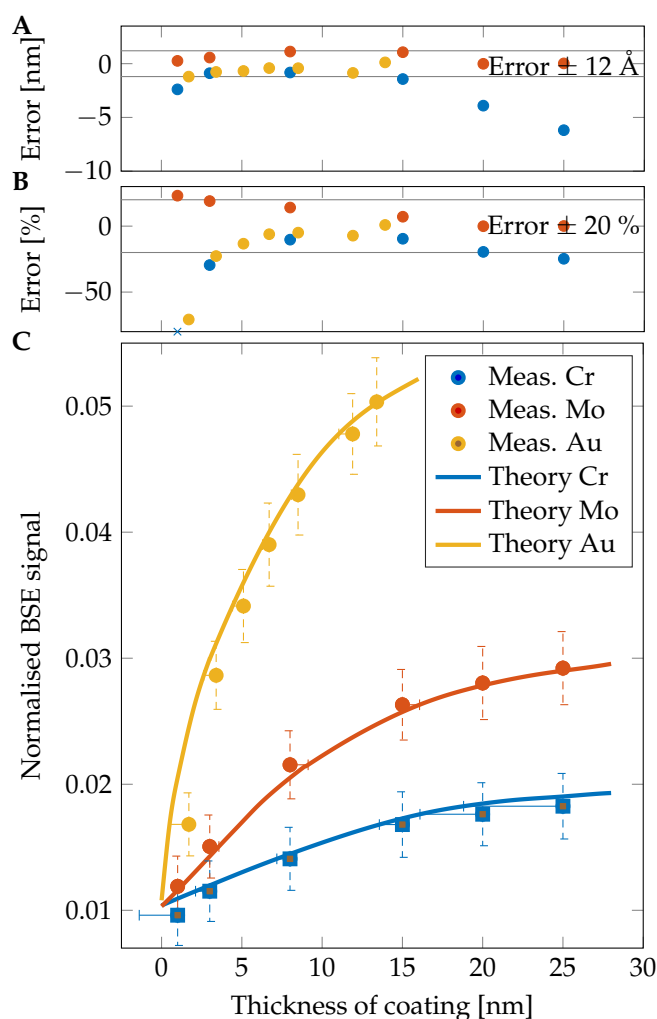 A
0
−5
−10
Error [nm]
Error ± 12 Å
B
0
−50
Error [%]
Error ± 20 %
C
0.05
0.04
0.03
0.02
0.01
Normalised BSE signal
Meas. Cr
Meas. Mo
Meas. Au
Theory Cr
Theory Mo
Theory Au
0 5 10 15 20 25 30
Thickness of coating [nm]